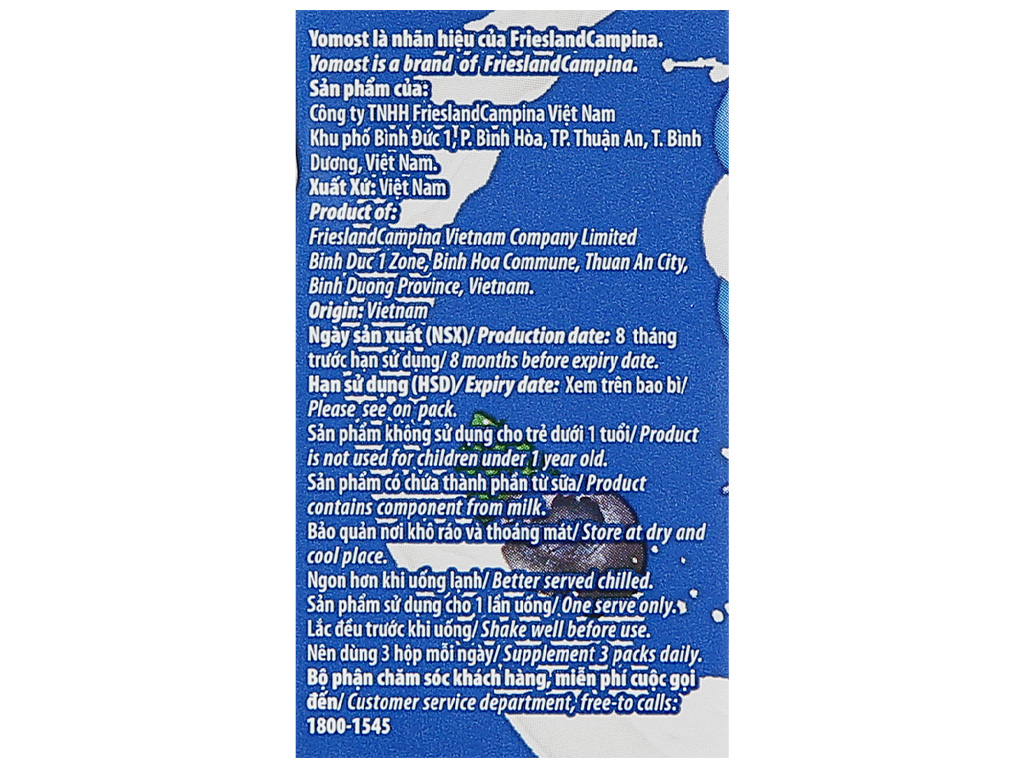 Yomost là nhãn hiệu của FrieslandCampina.
Yomost is a brand of FrieslandCampina.
Sản phẩm của:
Công ty TNHH FrieslandCampina Việt Nam
Khu phố Bình Đức 1, P. Bình Hòa, TP. Thuận An, T. Bình
Dương, Việt Nam.
Xuất Xứ: Việt Nam
Product of:
FrieslandCampina Vietnam Company Limited
Binh Duc 1 Zone, Binh Hoa Commune, Thuan An City,
Binh Duong Province, Vietnam.
Origin: Vietnam
Ngày sản xuất (NSX)/ Production date: 8 tháng
trước hạn sử dụng/ 8 months before expiry date.
Hạn sử dụng (HSD)/ Expiry date: Xem trên bao bì/
Please see on pack.
Sản phẩm không sử dụng cho trẻ dưới 1 tuổi/ Product
is not used for children under 1 year old.
Sản phẩm có chứa thành phần từ sữa/ Product
contains component from milk.
Bảo quản nơi khô ráo và thoáng mát/ Store at dry and
cool place.
Ngon hơn khi uống lạnh/ Better served chilled.
Sản phẩm sử dụng cho 1 lần uống/ One serve only.
Lắc đều trước khi uống/ Shake well before use.
Nên dùng 3 hộp mỗi ngày/ Supplement 3 packs daily.
Bộ phận chăm sóc khách hàng, miễn phí cuộc gọi
đến/ Customer service department, free-to calls:
1800-1545